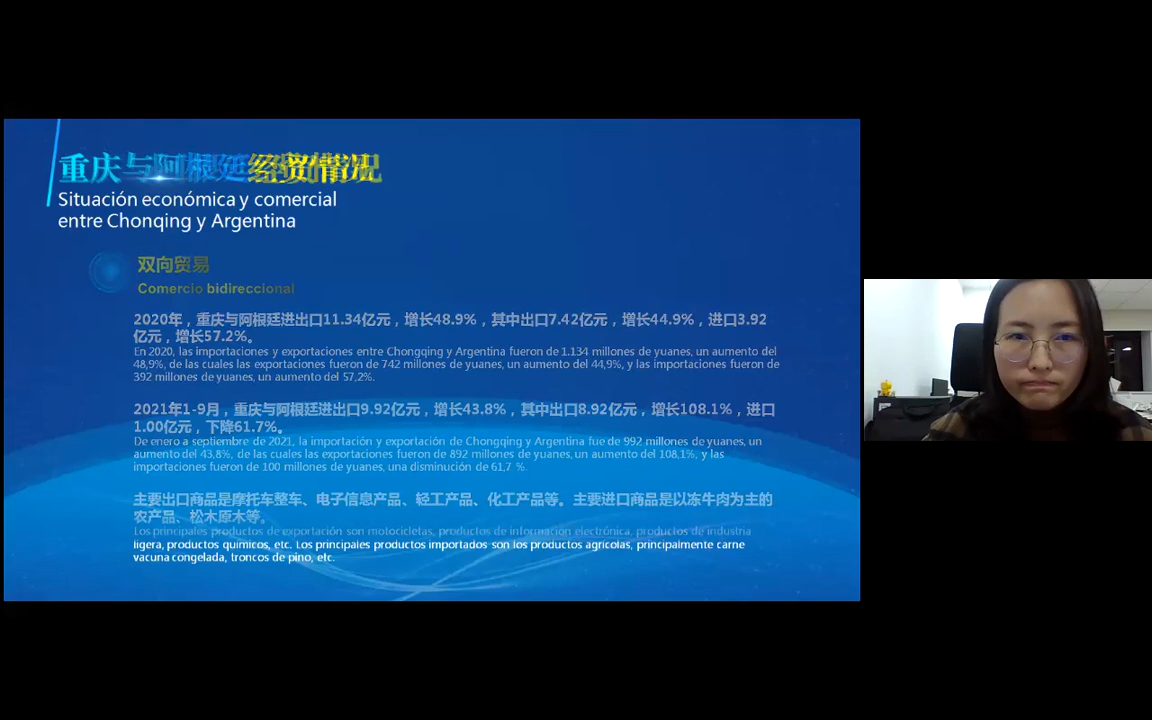 重庆与阿根廷经贸情况
Situación económica y comercial
entre Chonqing y Argentina
双向贸易
Comercio bidireccional
2020年，重庆与阿根廷进出口11.34亿元，增长48.9%，其中出口7.42亿元，增长44.9%，进口3.92
亿元，增长57.2%。
En 2020, las importaciones y exportaciones entre Chongqing y Argentina fueron de 1.134 millones de yuanes, un aumento del
48,9%, de las cuales las exportaciones fueron de 742 millones de yuanes, un aumento del 44,9%, y las importaciones fueron de
392 millones de yuanes, un aumento del 57,2%.
2021年1-9月，重庆与阿根廷进出口9.92亿元，增长43.8%，其中出口8.92亿元，增长108.1%，进口
1.00亿元，下降61.7%。
De enero a septiembre de 2021, la importación y exportación de Chongqing y Argentina fue de 992 millones de yuanes, un
aumento del 43,8%, de las cuales las exportaciones fueron de 892 millones de yuanes, un aumento del 108,1%, y las
importaciones fueron de 100 millones de yuanes, una disminución de 61,7 %.
主要出口商品是摩托车整车、电子信息产品、轻工产品、化工产品等。主要进口商品是以冻牛肉为主的
农产品、松木原木等。
Los principales productos de exportación son motocicletas, productos de información electrónica, productos de industria
ligera, productos químicos, etc. Los principales productos importados son los productos agrícolas, principalmente carne
vacuna congelada, troncos de pino, etc.